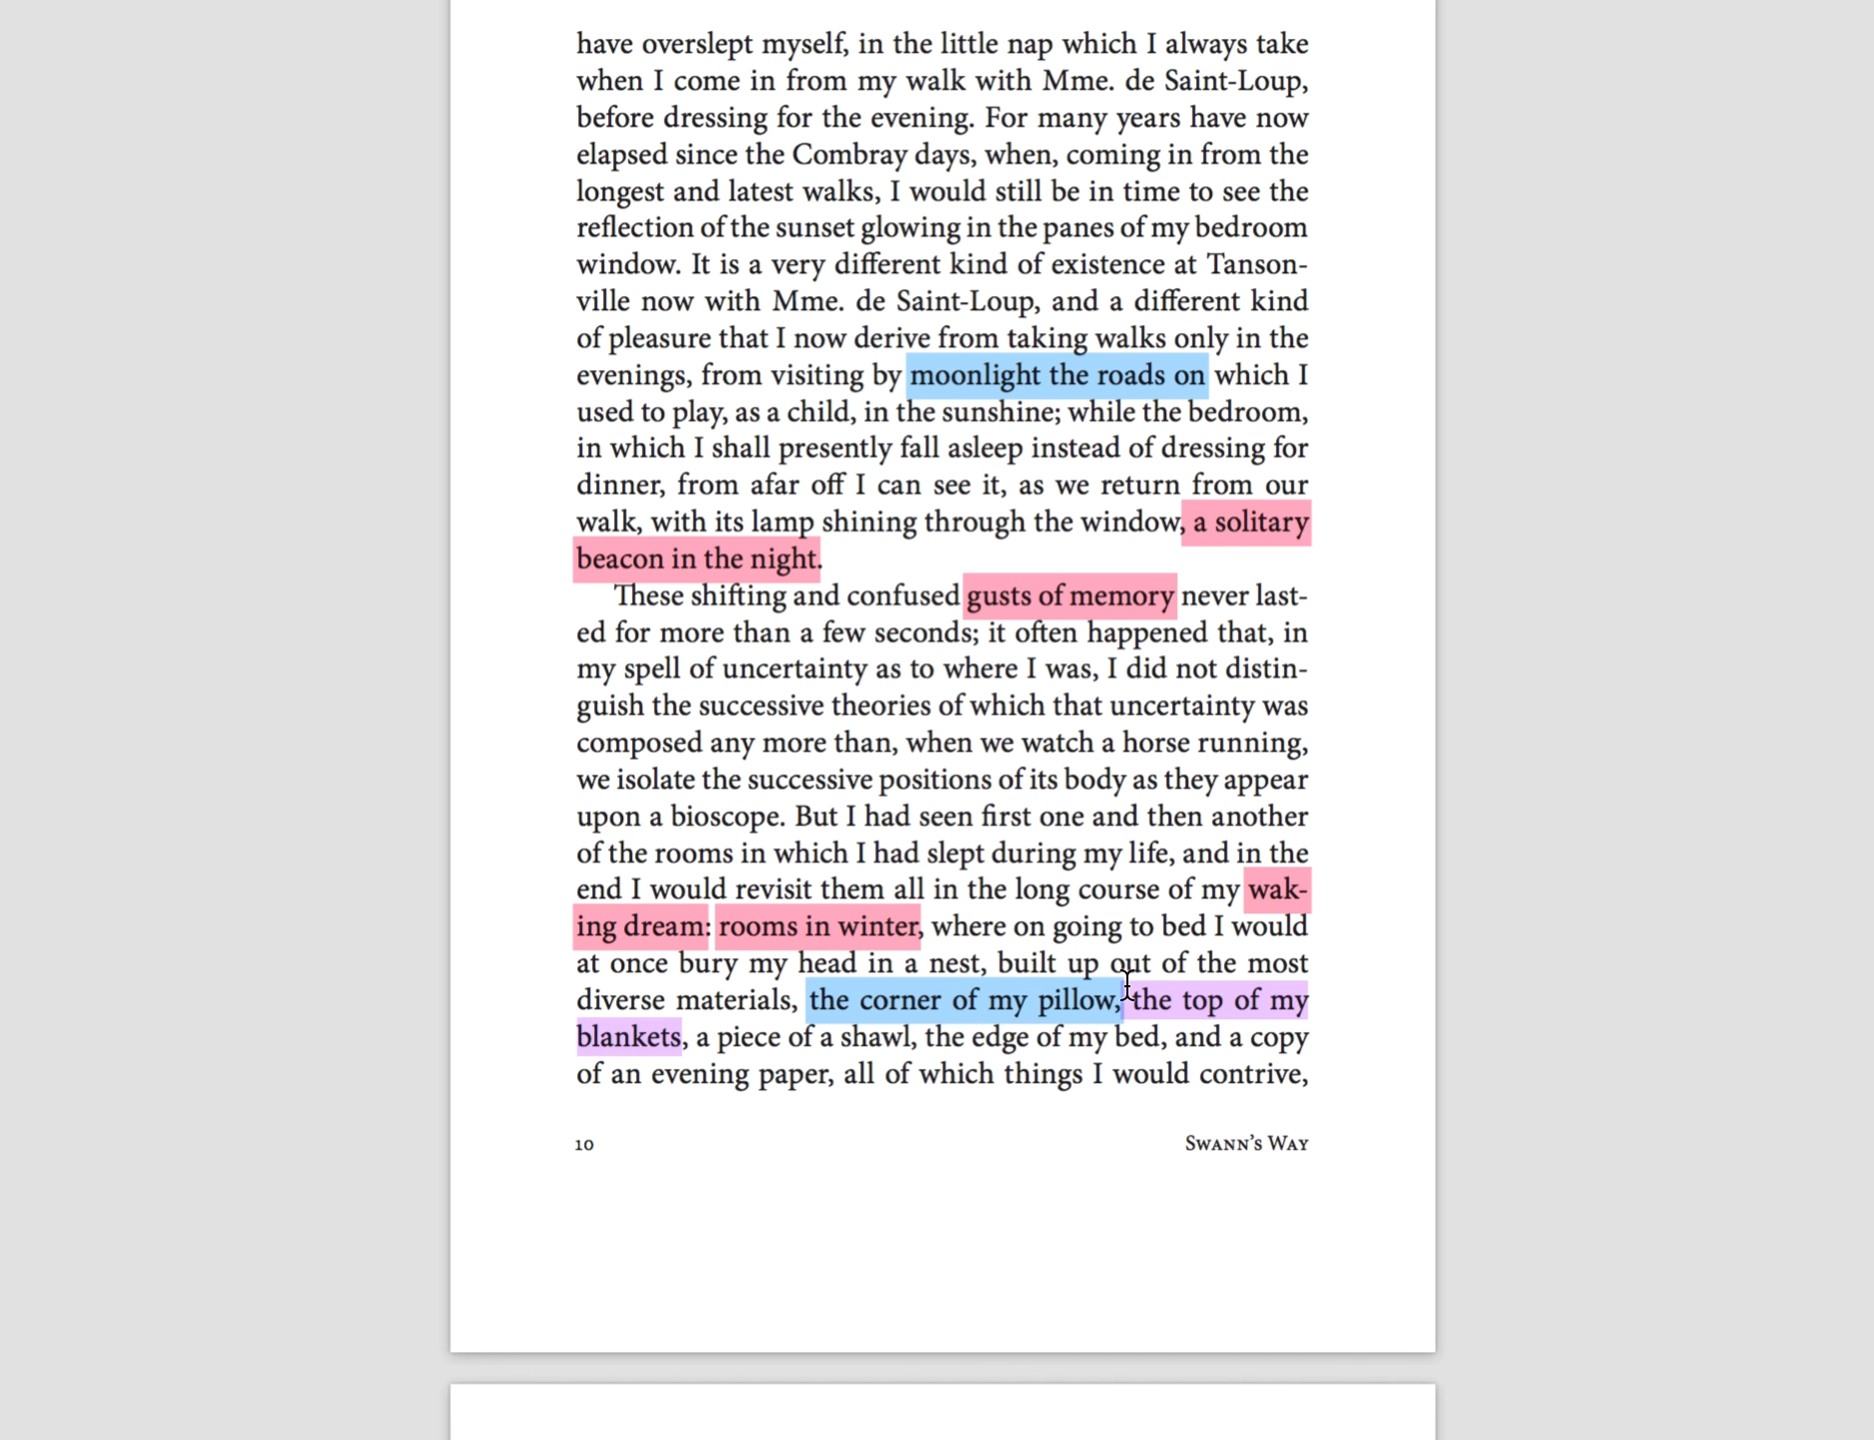 have overslept myself, in the little nap which I always take
when I come in from my walk with Mme. de Saint-Loup,
before dressing for the evening. For many years have now
elapsed since the Combray days, when, coming in from the
longest and latest walks, I would still be in time to see the
reflection of the sunset glowing in the panes of my bedroom
window. It is a very different kind of existence at Tanson-
ville now with Mme. de Saint-Loup, and a different kind
of pleasure that I now derive from taking walks only in the
evenings, from visiting by moonlight the roads on which I
used to play, as a child, in the sunshine; while the bedroom,
in which I shall presently fall asleep instead of dressing for
dinner, from afar off I can see it, as we return from our
walk, with its lamp shining through the window, a solitary
beacon in the night.
These shifting and confused gusts of memory never last-
ed for more than a few seconds; it often happened that, in
my spell of uncertainty as to where I was, I did not distin-
guish the successive theories of which that uncertainty was
composed any more than, when we watch a horse running,
we isolate the successive positions of its body as they appear
upon a bioscope. But I had seen first one and then another
of the rooms in which I had slept during my life, and in the
end I would revisit them all in the long course of my wak-
ing dream: rooms in winter, where on going to bed I would
at once bury my head in a nest, built up out of the most
diverse materials, the corner of my pillow, the top of my
blankets, a piece of a shawl, the edge of my bed, and a copy
of an evening paper, all of which things I would contrive,
10 Swann's Way